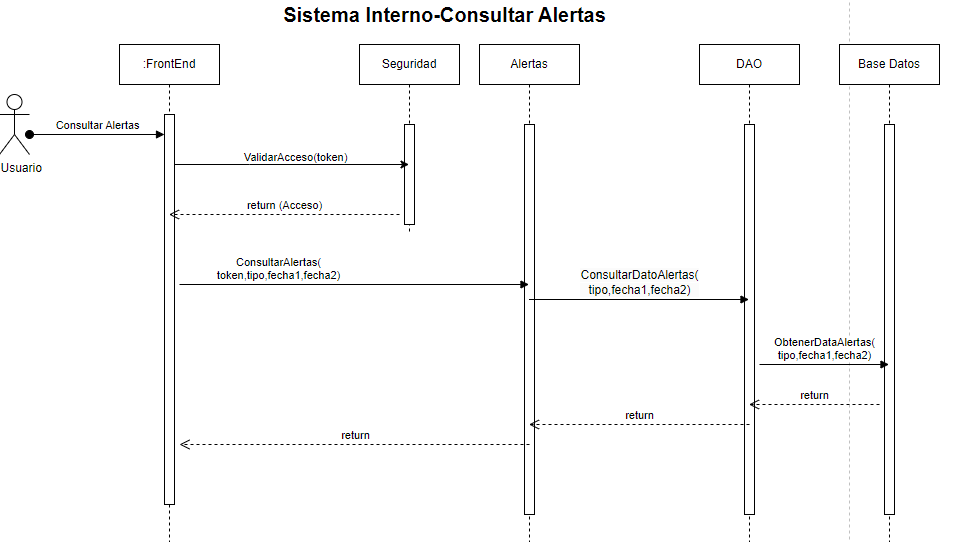 Sistema Interno-Consultar Alertas
:FrontEnd
Seguridad
Alertas
DAO
Base Datos
Consultar Alertas
Usuario
ValidarAcceso(token)
return (Acceso)
ConsultarAlertas(
token,tipo,fecha1,fecha2)
ConsultarDatoAlertas(
tipo,fecha1,fecha2)
ObtenerDataAlertas(
tipo,fecha1,fecha2)
return
return
return